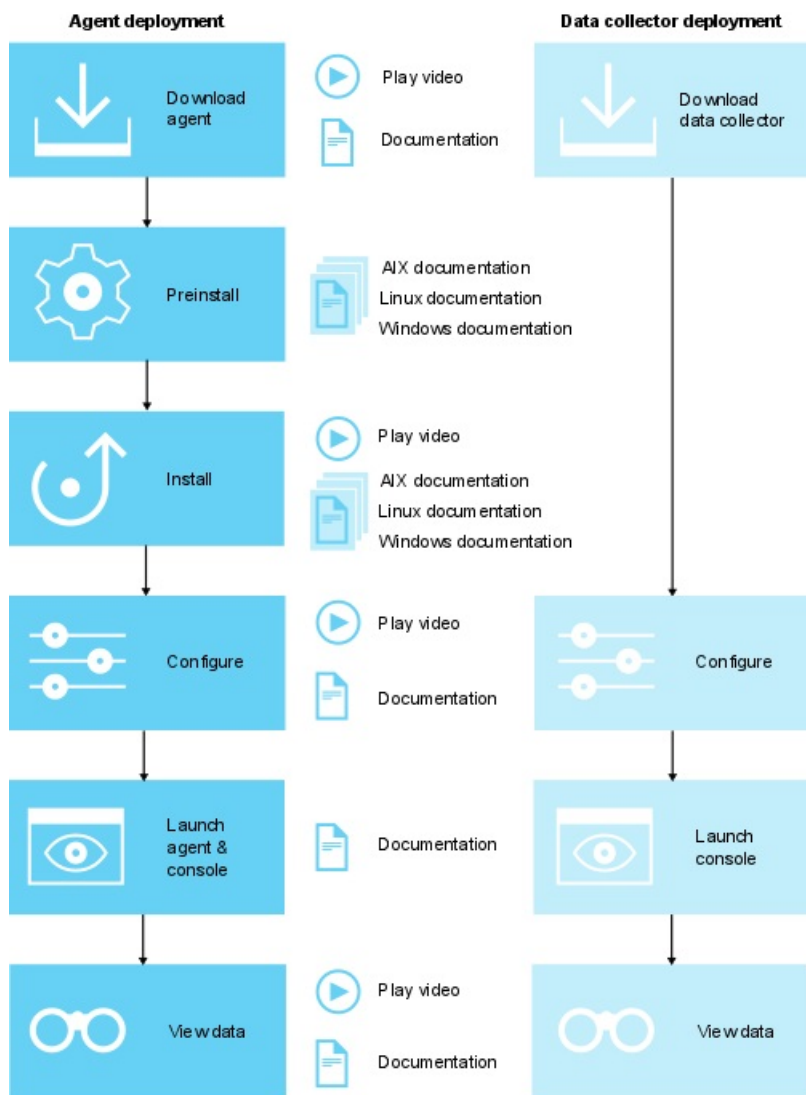 Agent deployment
Data collector deployment
Download
agent
Play video
Documentation
Download
data collector
Preinstall
AIX documentation
Linux documentation
Windows documentation
Install
Play video
AIX documentation
Linux documentation
Windows documentation
Configure
Play video
Documentation
Configure
Launch
agent &
console
Documentation
Launch
console
View data
Play video
Documentation
View data